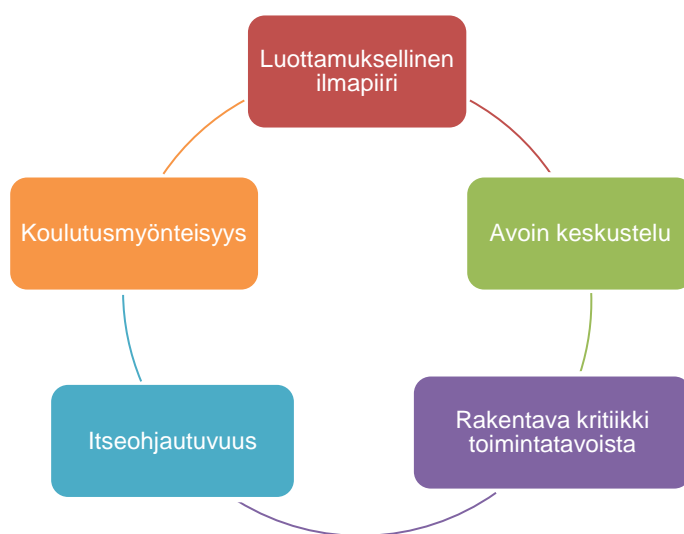 Luottamuksellinen
ilmapiiri
Avoin keskustelu
Rakentava kritiikki
toimintatavoista
Itseohjautuvuus
Koulutusmyönteisyys